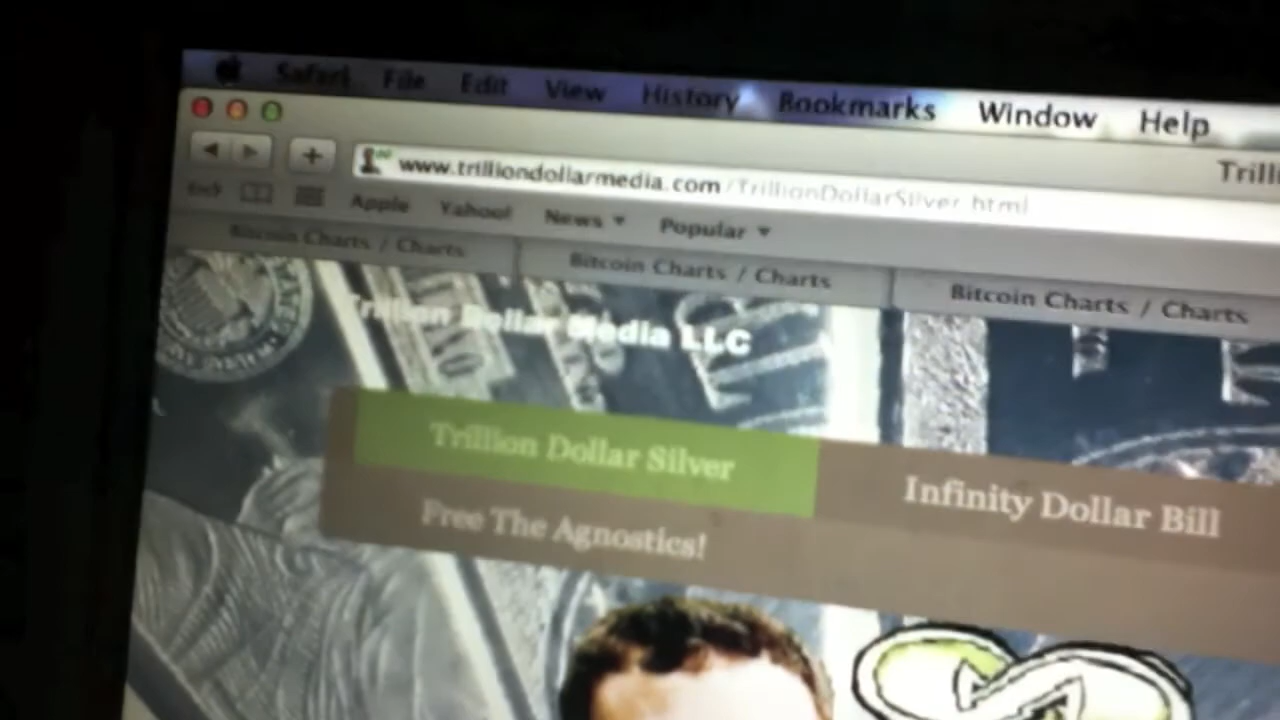 Safari File Edit View History Bookmarks Window Help
Trilli
www.trilliondollarmedia.com/TrillionDollarSilver.html
Apple Yahoo! News Popular
Bitcoin Charts / Charts Bitcoin Charts / Charts Bitcoin Charts / Charts
Trillion Dollar Media LLC
Trillion Dollar Silver Infinity Dollar Bill
Free The Agnostics!